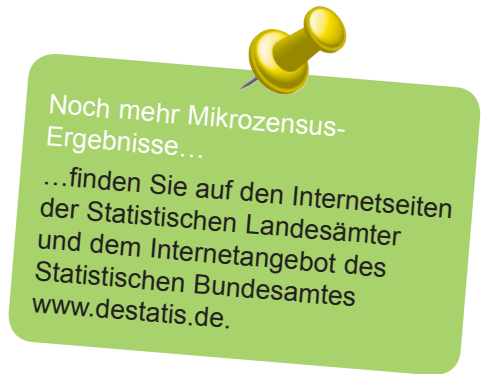 Noch mehr Mikrozensus-
Ergebnisse…
…finden Sie auf den Internetseiten
der Statistischen Landesämter
und dem Internetangebot des
Statistischen Bundesamtes
www.destatis.de.